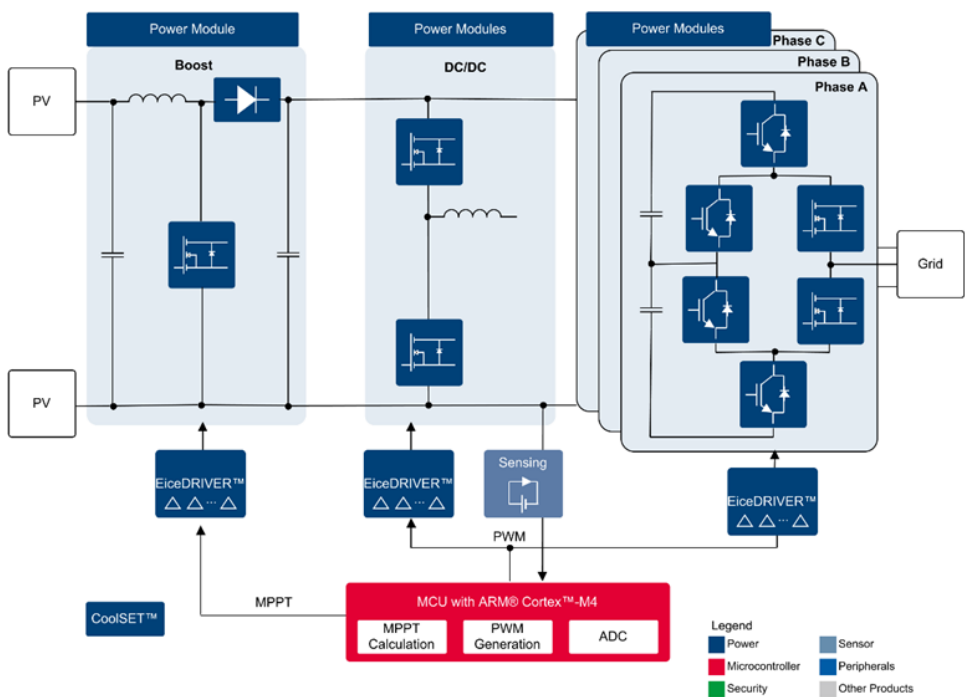 Power Module
Power Modules
Power Modules
Phase C
Phase B
Phase A
Boost
DC/DC
PV
Grid
PV
EiceDRIVER™
EiceDRIVER™
Sensing
EiceDRIVER™
PWM
MPPT
MCU with ARM® Cortex™-M4
MPPT
Calculation
PWM
Generation
ADC
CoolSET™
Legend
Power
Sensor
Microcontroller
Peripherals
Security
Other Products